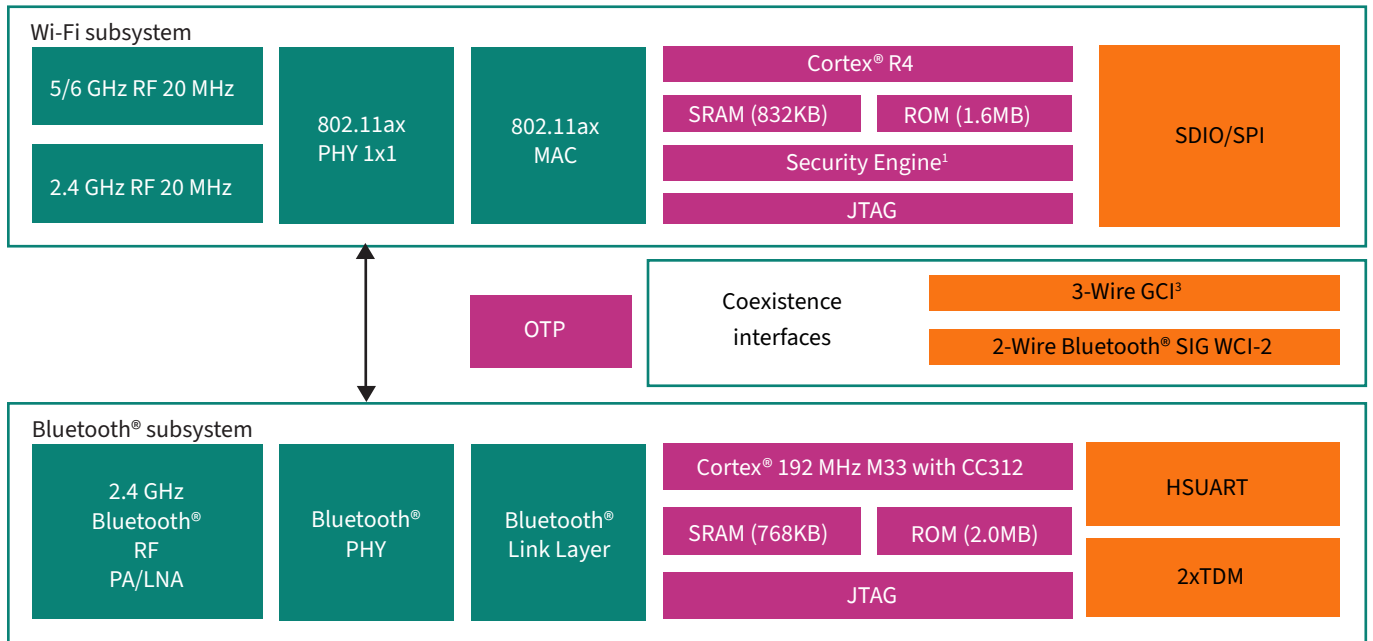 Wi-Fi subsystem
5/6 GHz RF 20 MHz
2.4 GHz RF 20 MHz
802.11ax
PHY 1x1
802.11ax
MAC
Cortex® R4
SRAM (832KB)
ROM (1.6MB)
Security Engine¹
JTAG
SDIO/SPI
OTP
Coexistence
interfaces
3-Wire GCI³
2-Wire Bluetooth® SIG WCI-2
Bluetooth® subsystem
2.4 GHz
Bluetooth®
RF
PA/LNA
Bluetooth®
PHY
Bluetooth®
Link Layer
Cortex® 192 MHz M33 with CC312
SRAM (768KB)
ROM (2.0MB)
JTAG
HSUART
2xTDM